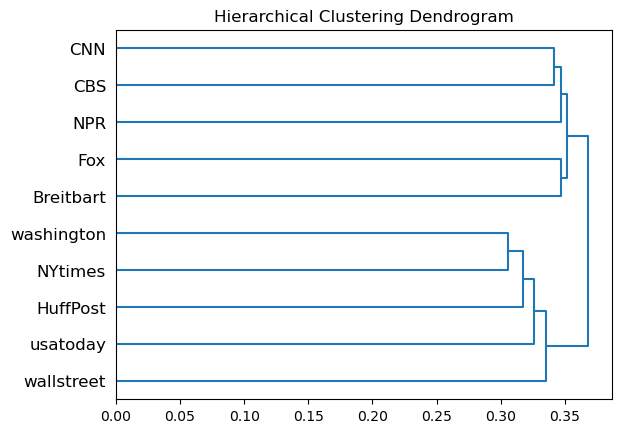 Hierarchical Clustering Dendrogram
CNN
CBS
NPR
Fox
Breitbart
washington
NYtimes
HuffPost
usatoday
wallstreet
0.00 0.05 0.10 0.15 0.20 0.25 0.30 0.35